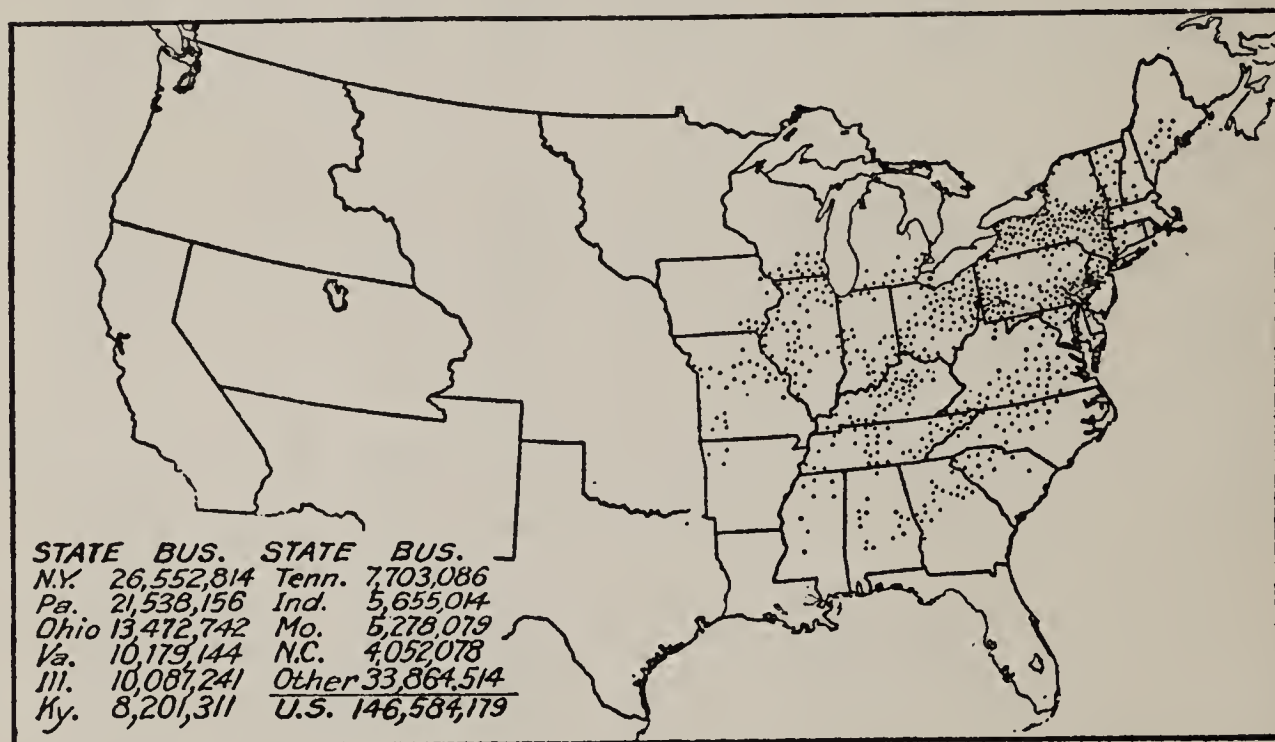 STATE BUS. STATE BUS.
N.Y. 26,552,814 Tenn. 7,703,086
Pa. 21,538,156 Ind. 5,655,014
Ohio 13,472,742 Mo. 5,278,079
Va. 10,179,144 N.C. 4,052,078
Ill. 10,087,241 Other 33,864,514
Ky. 8,201,311 U.S. 146,584,179